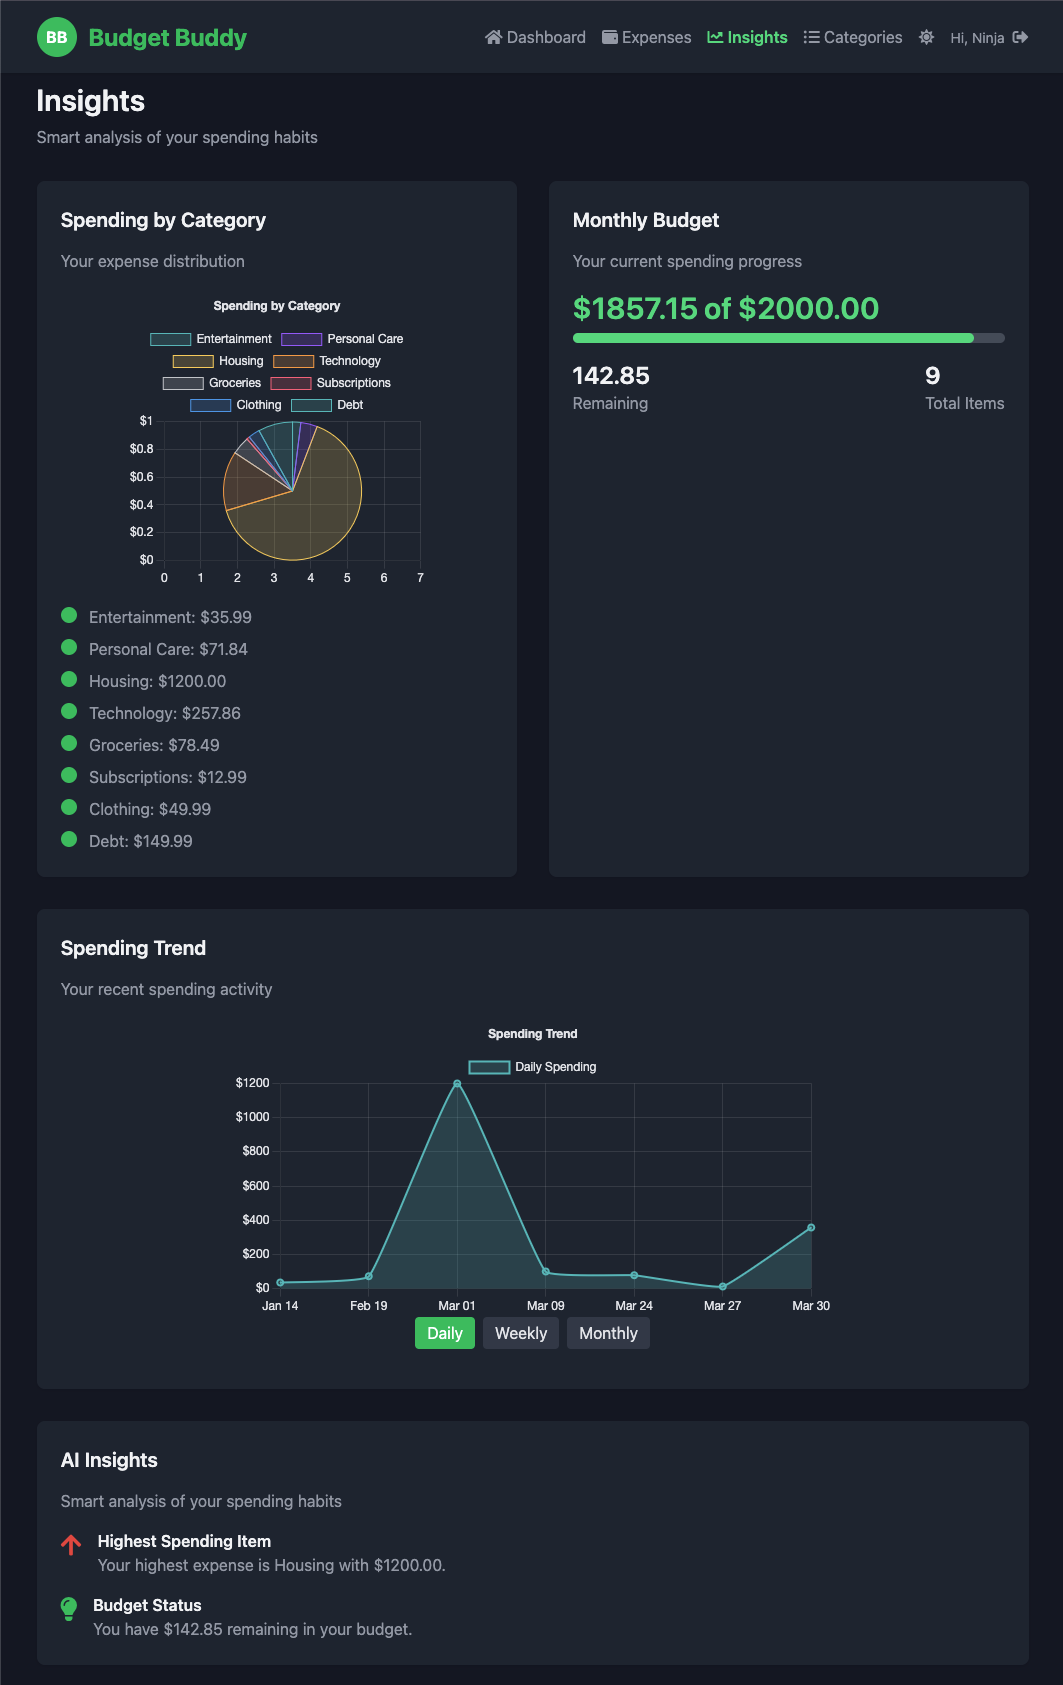 BB Budget Buddy Dashboard Expenses Insights Categories Hi, Ninja
Insights
Smart analysis of your spending habits
Spending by Category
Your expense distribution
Spending by Category
Entertainment Personal Care
Housing Technology
Groceries Subscriptions
Clothing Debt
$1
$0.8
$0.6
$0.4
$0.2
$0
0 1 2 3 4 5 6 7
Entertainment: $35.99
Personal Care: $71.84
Housing: $1200.00
Technology: $257.86
Groceries: $78.49
Subscriptions: $12.99
Clothing: $49.99
Debt: $149.99
Monthly Budget
Your current spending progress
$1857.15 of $2000.00
142.85 9
Remaining Total Items
Spending Trend
Your recent spending activity
Spending Trend
Daily Spending
$1200
$1000
$800
$600
$400
$200
$0
Jan 14 Feb 19 Mar 01 Mar 09 Mar 24 Mar 27 Mar 30
Daily Weekly Monthly
AI Insights
Smart analysis of your spending habits
Highest Spending Item
Your highest expense is Housing with $1200.00.
Budget Status
You have $142.85 remaining in your budget.